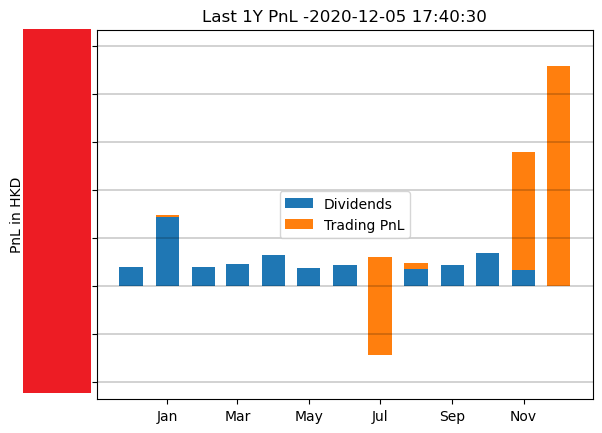 Last 1Y PnL -2020-12-05 17:40:30
PnL in HKD
Dividends
Trading PnL
Jan
Mar
May
Jul
Sep
Nov